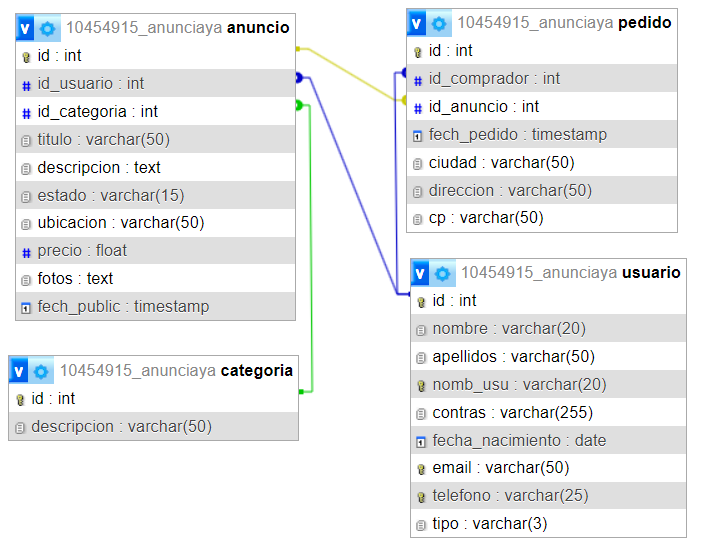 v 10454915_anunciaya anuncio
id : int
# id_usuario : int
# id_categoria : int
titulo : varchar(50)
descripcion : text
estado : varchar(15)
ubicacion : varchar(50)
# precio : float
fotos : text
fech_public : timestamp
v 10454915_anunciaya categoria
id : int
descripcion : varchar(50)
v 10454915_anunciaya pedido
id : int
# id_comprador : int
# id_anuncio : int
fech_pedido : timestamp
ciudad : varchar(50)
direccion : varchar(50)
cp : varchar(50)
v 10454915_anunciaya usuario
id : int
nombre : varchar(20)
apellidos : varchar(50)
nomb_usu : varchar(20)
contras : varchar(255)
fecha_nacimiento : date
email : varchar(50)
telefono : varchar(25)
tipo : varchar(3)